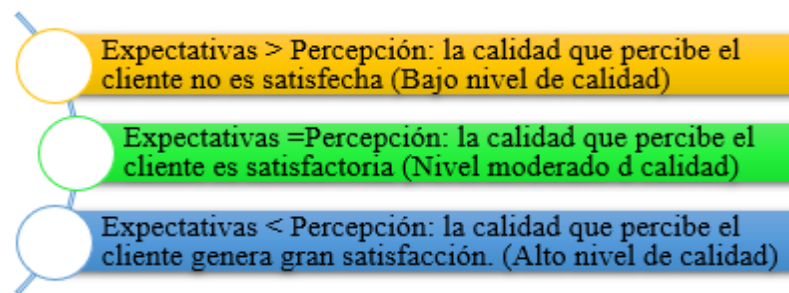 Expectativas > Percepción: la calidad que percibe el
cliente no es satisfecha (Bajo nivel de calidad)
Expectativas =Percepción: la calidad que percibe el
cliente es satisfactoria (Nivel moderado d calidad)
Expectativas < Percepción: la calidad que percibe el
cliente genera gran satisfacción. (Alto nivel de calidad)